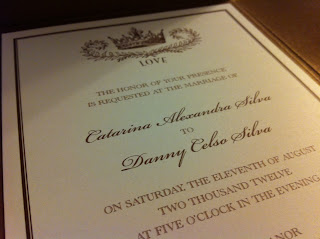 LOVE
THE HONOR OF YOUR PRESENCE
IS REQUESTED AT THE MARRIAGE OF
Catarina Alexandra Silva
TO
Danny Celso Silva
ON SATURDAY, THE ELEVENTH OF AUGUST
TWO THOUSAND TWELVE
AT FIVE O'CLOCK IN THE EVENING